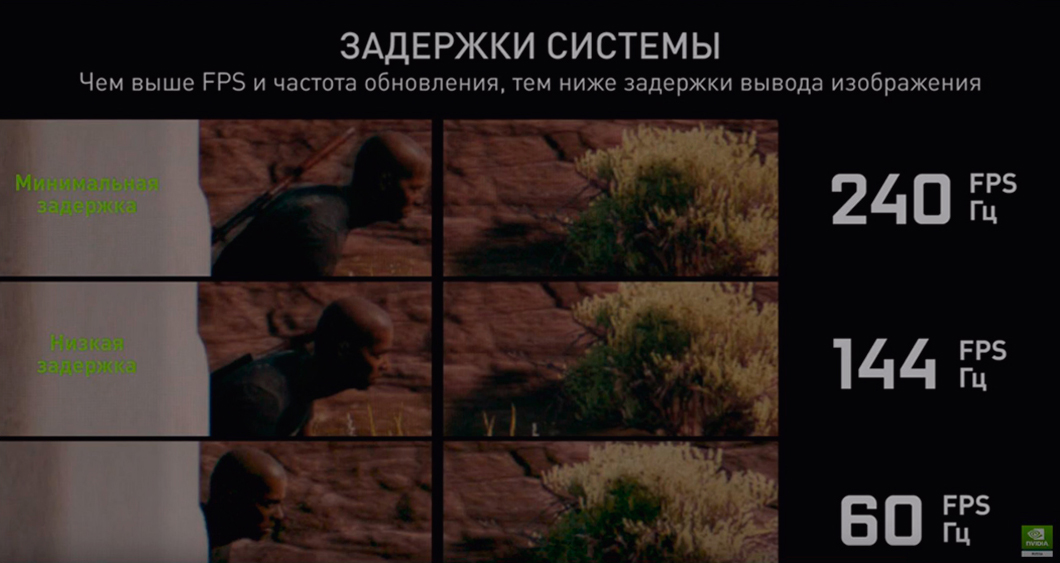 ЗАДЕРЖКИ СИСТЕМЫ
Чем выше FPS и частота обновления, тем ниже задержки вывода изображения
Минимальная
задержка
240 FPS
Гц
Низкая
задержка
144 FPS
Гц
60 FPS
Гц
NVIDIA